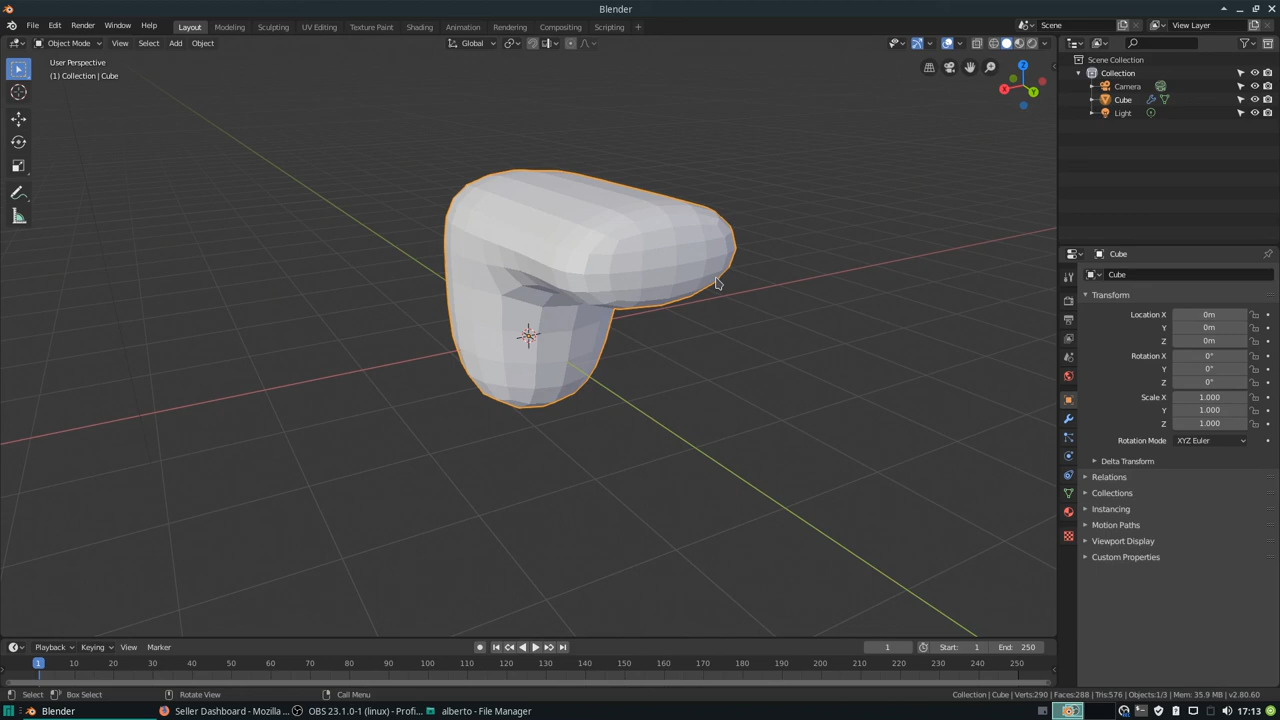 Blender
File Edit Render Window Help Layout Modeling Sculpting UV Editing Texture Paint Shading Animation Rendering Compositing Scripting + Scene View Layer
Object Mode View Select Add Object Global
User Perspective
(1) Collection | Cube
Z
X
Y
Scene Collection
Collection
Camera
Cube
Light
Cube
Cube
Transform
Location X 0m
Y 0m
Z 0m
Rotation X 0°
Y 0°
Z 0°
Scale X 1.000
Y 1.000
Z 1.000
Rotation Mode XYZ Euler
Delta Transform
Relations
Collections
Instancing
Motion Paths
Viewport Display
Custom Properties
Playback Keying View Marker 1 Start: 1 End: 250
1 10 20 30 40 50 60 70 80 90 100 110 120 130 140 150 160 170 180 190 200 210 220 230 240 250
Select Box Select Rotate View Call Menu Collection | Cube | Verts:290 | Faces:288 | Tris:576 | Objects:1/3 | Mem: 35.9 MB | v2.80.60
Blender Seller Dashboard - Mozilla ... OBS 23.1.0-1 (linux) - Profi... alberto - File Manager 17:13